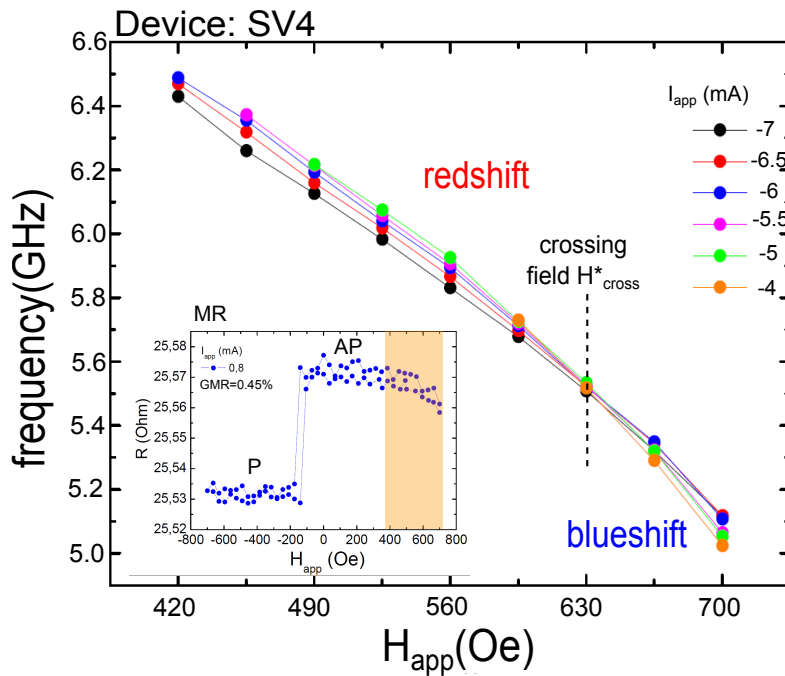 Device: SV4
frequency(GHz)
6.6
6.4
6.2
6.0
5.8
5.6
5.4
5.2
5.0
420
490
560
630
700
H_app(Oe)
redshift
blueshift
crossing
field H*_cross
I_app (mA)
-7
-6.5
-6
-5.5
-5
-4
MR
R (Ohm)
25,58
25,57
25,56
25,55
25,54
25,53
25,52
I_app (mA)
0,8
GMR=0.45%
AP
P
-800 -600 -400 -200 0 200 400 600 800
H_app (Oe)